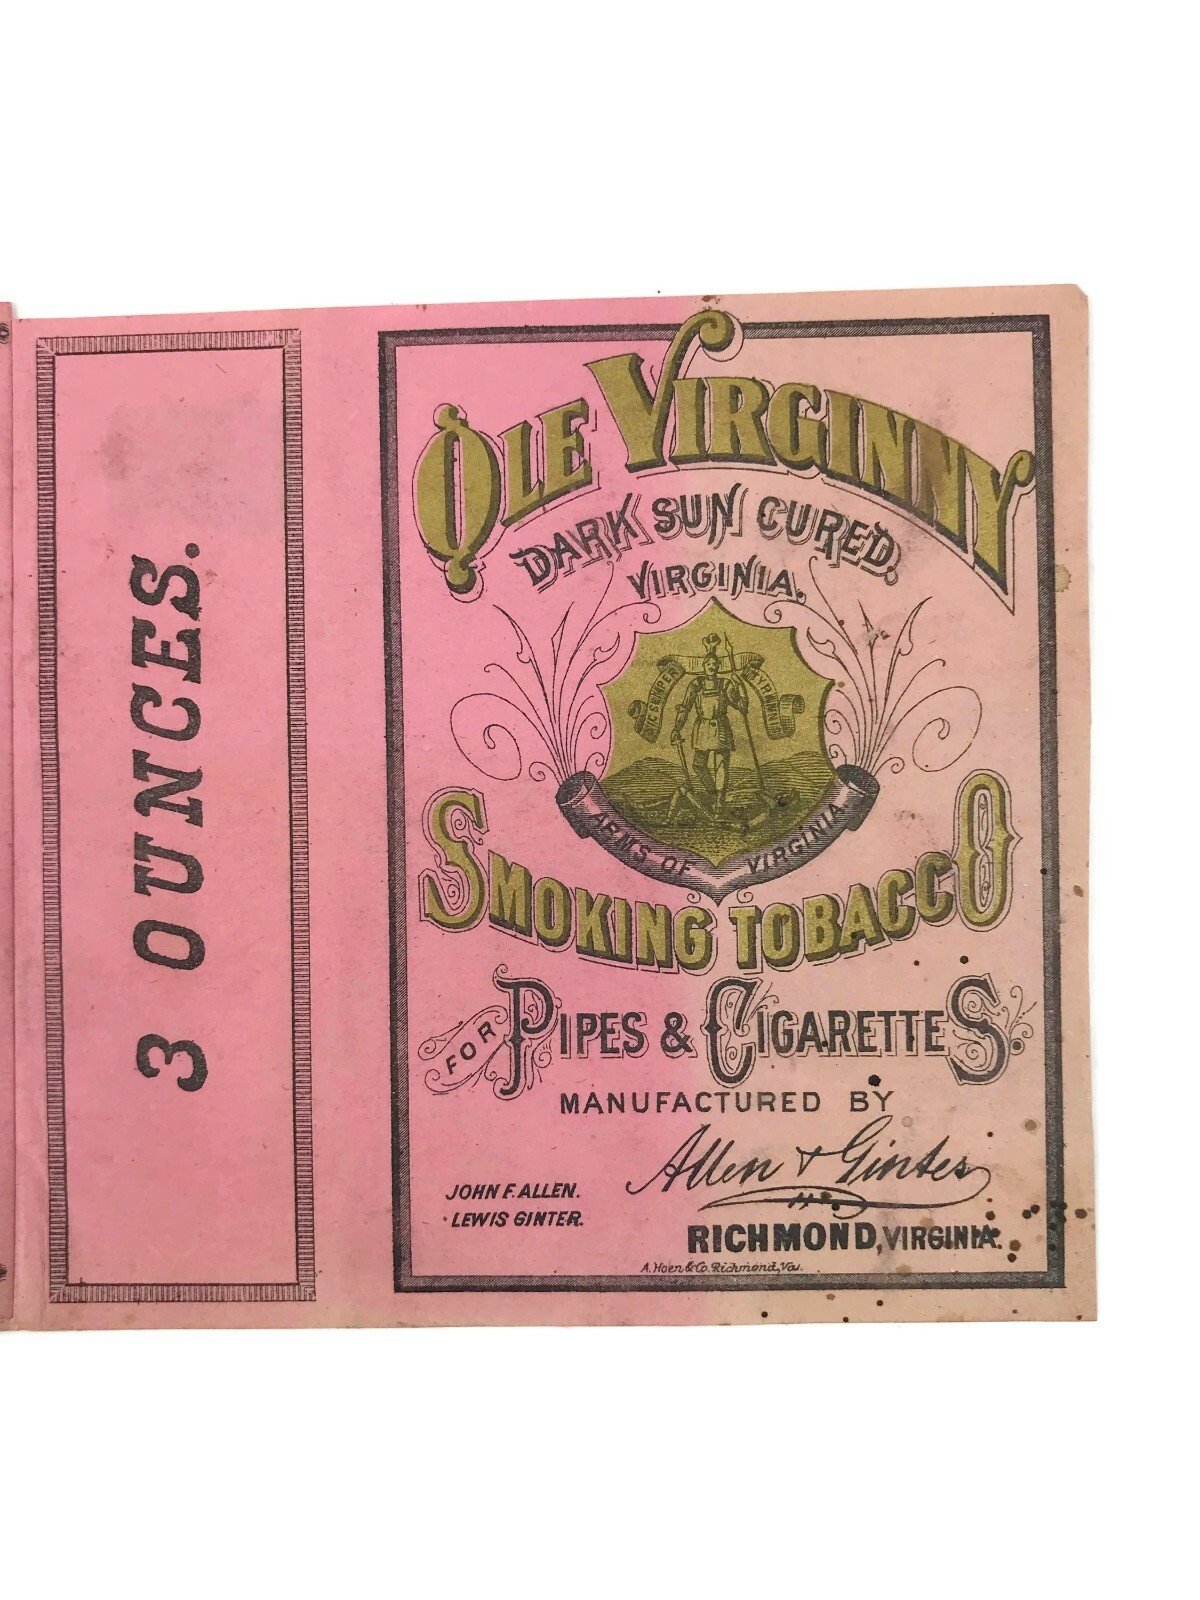 3 OUNCES.
OLE VIRGINNY
DARK SUN CURED.
VIRGINIA.
SIC SEMPER TYRANNIS
ARMS OF VIRGINIA
SMOKING TOBACCO
FOR PIPES & CIGARETTES.
MANUFACTURED BY
Allen & Ginter
JOHN F. ALLEN.
LEWIS GINTER.
RICHMOND, VIRGINIA.
A. Hoen & Co. Richmond, Va.